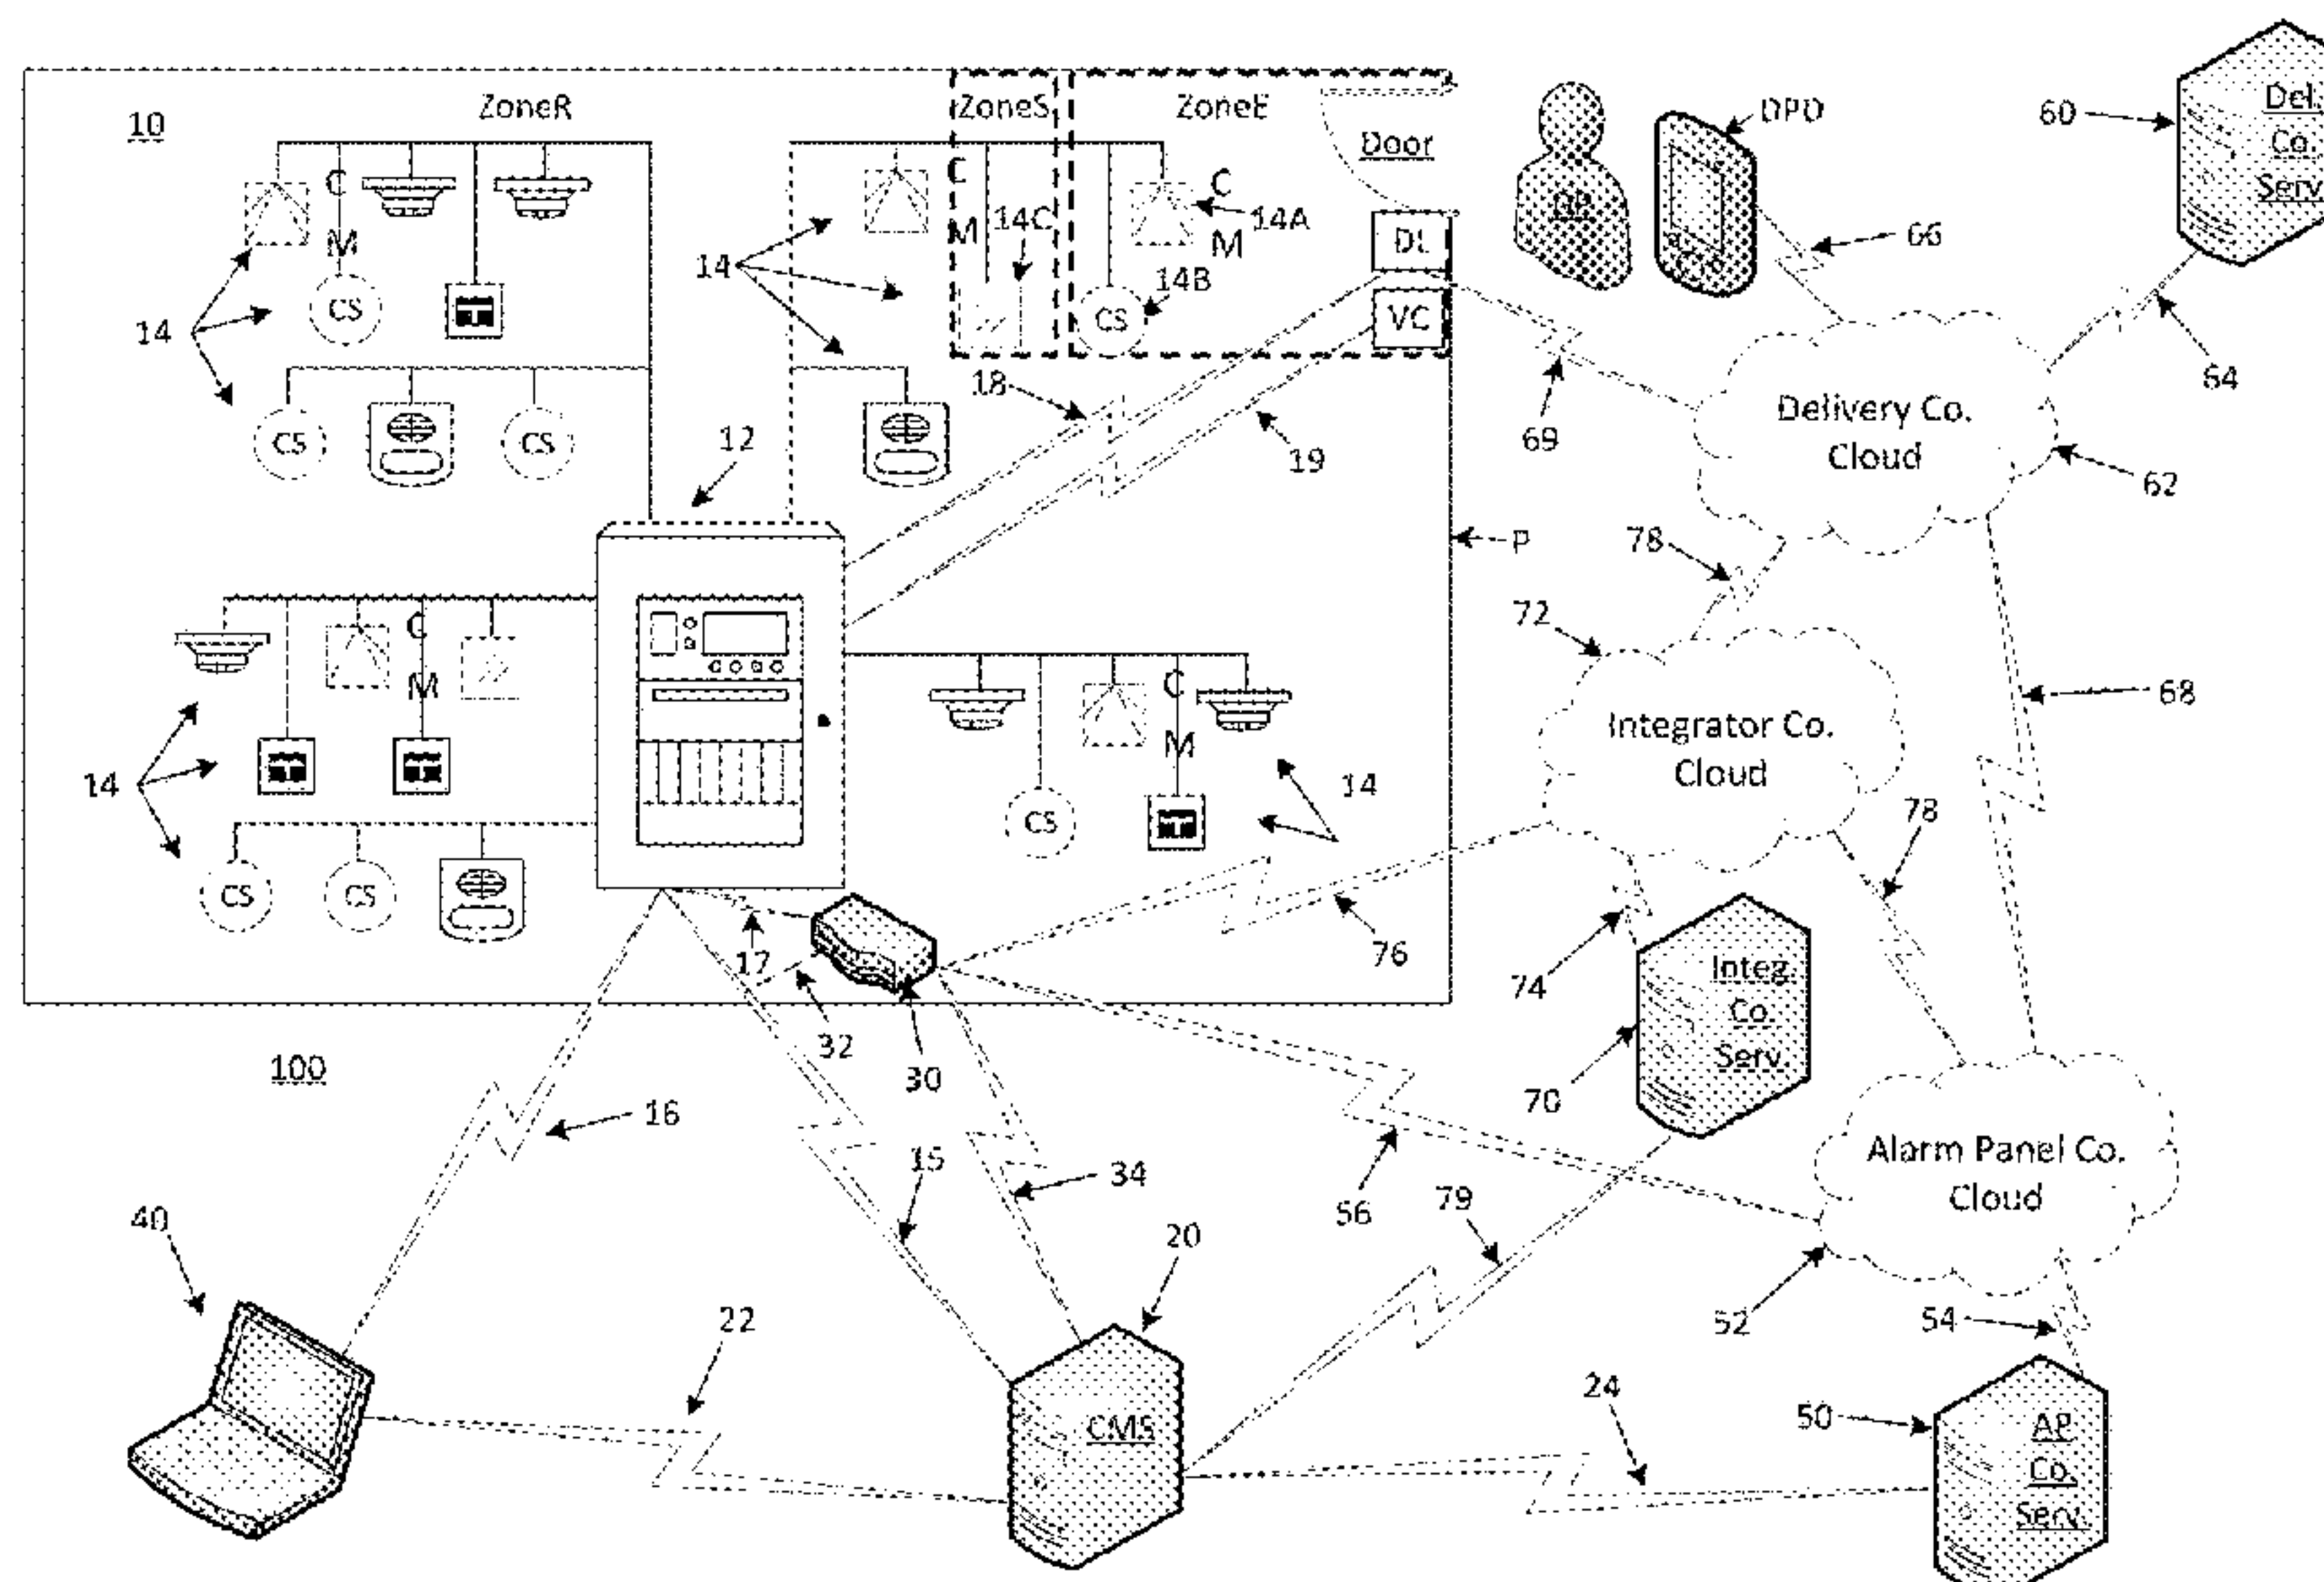 10
ZoneR
ZoneS
ZoneE
Door
DPD
60
Del.
Co.
Serv.
C
M
C
M
14C
C
M
14A
14B
DL
VC
DP
66
64
14
CS
14
CS
18
19
69
Delivery Co.
Cloud
62
CS
CS
12
P
78
72
68
C
M
C
M
Integrator Co.
Cloud
14
14
CS
78
CS
CS
17
76
74
Integ.
Co.
Serv.
100
32
30
70
16
15
34
56
79
Alarm Panel Co.
Cloud
40
20
22
52
54
CMS
24
50
AP
Co.
Serv.